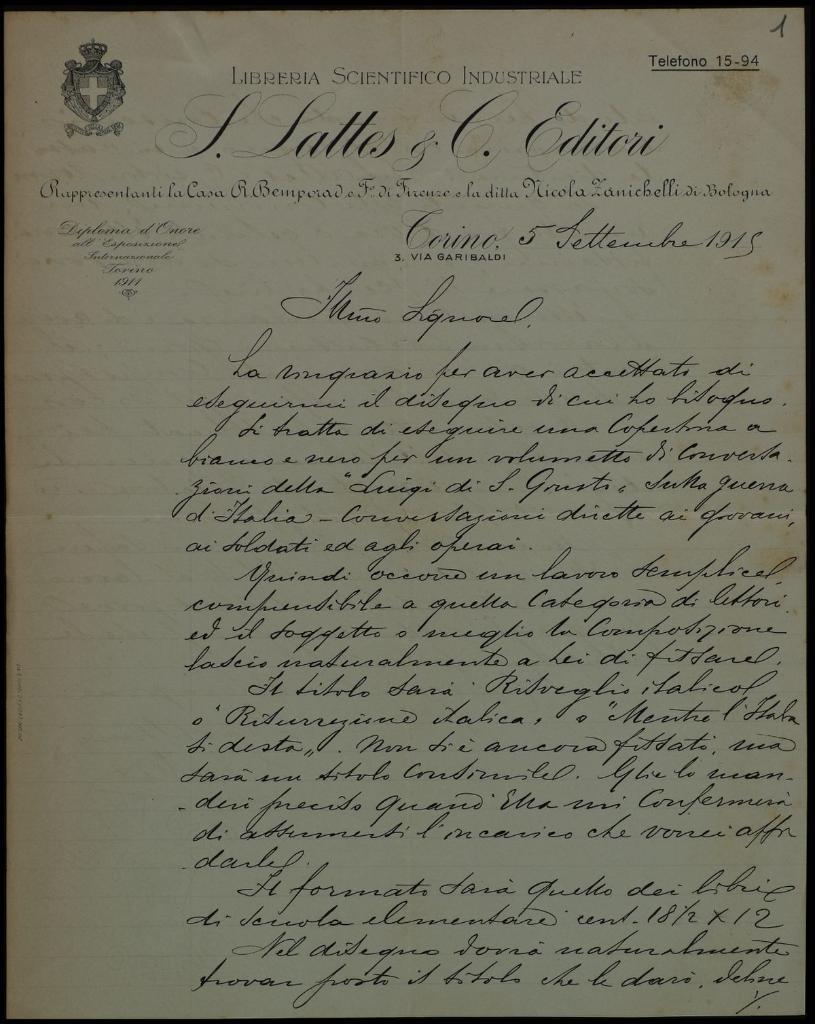 1
Telefono 15-94
LIBRERIA SCIENTIFICO INDUSTRIALE
S. Lattes & C. Editori
Rappresentanti la Casa R. Bemporad e F.º di Firenze e la ditta Nicola Zanichelli di Bologna
Diploma d'Onore
all'Esposizione
Internazionale
Torino
1911
Torino, 5 Settembre 1915
3, VIA GARIBALDI
Illmo Signore,
La ringrazio per aver accettato di
eseguirmi il disegno di cui ho bisogno.
Si tratta di eseguire una Copertina a
bianco e nero per un volumetto di Conversa-
zioni della "Luigi di S. Giusto" sulla guerra
d'Italia - Conversazioni dirette ai giovani,
ai soldati ed agli operai.
Quindi occorre un lavoro semplice,
comprensibile a quella Categoria di lettori
ed il soggetto o meglio la Composizione
lascio naturalmente a Lei di fissare.
Il titolo sarà Risveglio italico
o "Risurrezione italica, o "Mentre l'Italia
si desta„. Non si è ancora fissato, ma
sarà un titolo consimile. Glie lo man-
derò preciso quand'Ella mi Confermerà
di assumersi l'incarico che vorrei affi-
darle.
Il formato sarà quello dei libri
di scuola elementare cent. 18 1/2 X 12
Nel disegno dovrà naturalmente
trovar posto il titolo che le darò,
./.